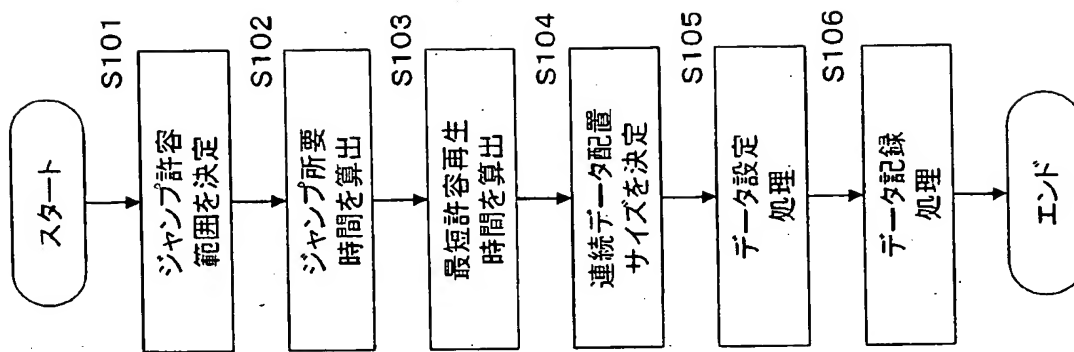 スタート
S101
ジャンプ許容
範囲を決定
S102
ジャンプ所要
時間を算出
S103
最短許容再生
時間を算出
S104
連続データ配置
サイズを決定
S105
データ設定
処理
S106
データ記録
処理
エンド